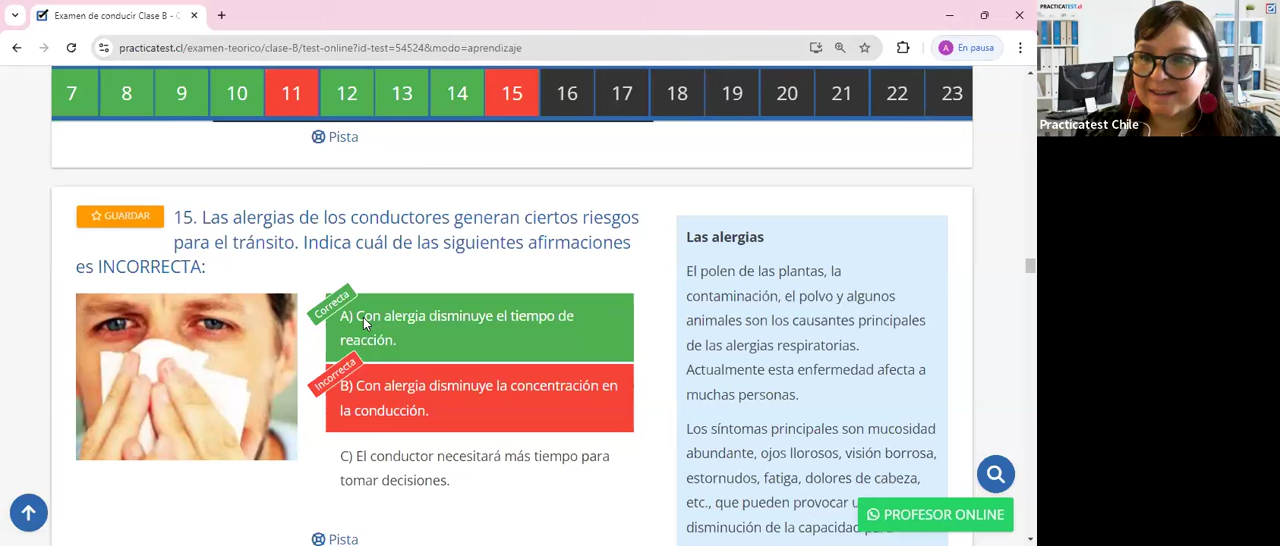 Examen de conducir Clase B - C
practicatest.cl/examen-teorico/clase-B/test-online?id-test=54524&modo=aprendizaje
A
En pausa
7 8 9 10 11 12 13 14 15 16 17 18 19 20 21 22 23
Pista
GUARDAR
15. Las alergias de los conductores generan ciertos riesgos
para el tránsito. Indica cuál de las siguientes afirmaciones
es INCORRECTA:
Correcta
A) Con alergia disminuye el tiempo de
reacción.
Incorrecta
B) Con alergia disminuye la concentración en
la conducción.
C) El conductor necesitará más tiempo para
tomar decisiones.
Pista
Las alergias
El polen de las plantas, la
contaminación, el polvo y algunos
animales son los causantes principales
de las alergias respiratorias.
Actualmente esta enfermedad afecta a
muchas personas.
Los síntomas principales son mucosidad
abundante, ojos llorosos, visión borrosa,
estornudos, fatiga, dolores de cabeza,
etc., que pueden provocar
disminución de la capacidad
PROFESOR ONLINE
PRACTICATEST.cl
Practicatest Chile